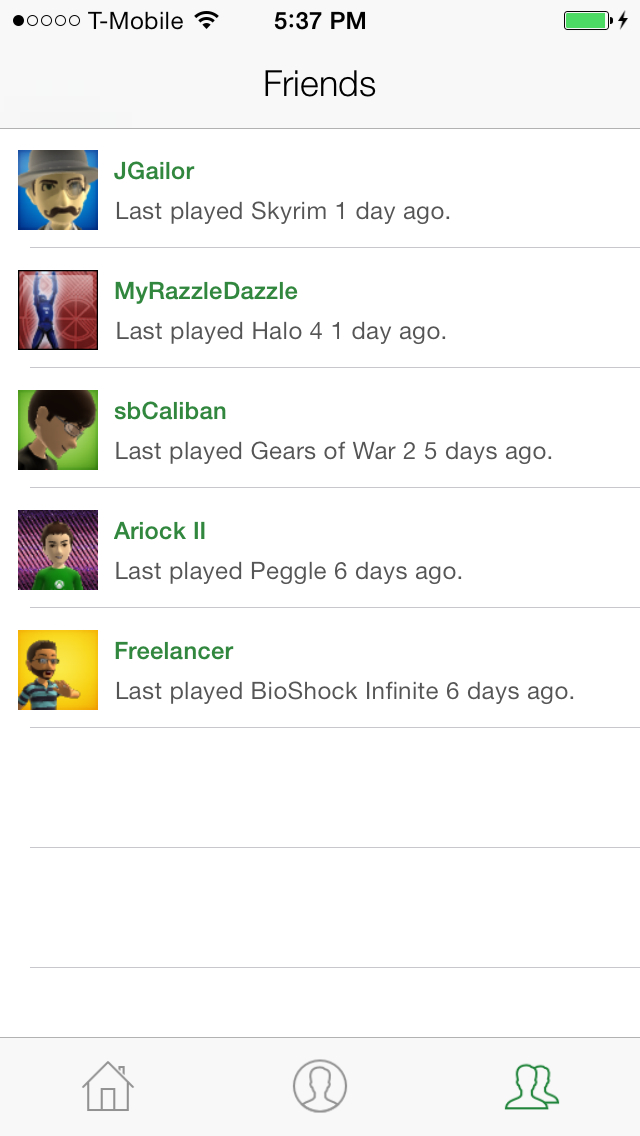 T-Mobile 5:37 PM
Friends
JGailor
Last played Skyrim 1 day ago.
MyRazzleDazzle
Last played Halo 4 1 day ago.
sbCaliban
Last played Gears of War 2 5 days ago.
Ariock II
Last played Peggle 6 days ago.
Freelancer
Last played BioShock Infinite 6 days ago.